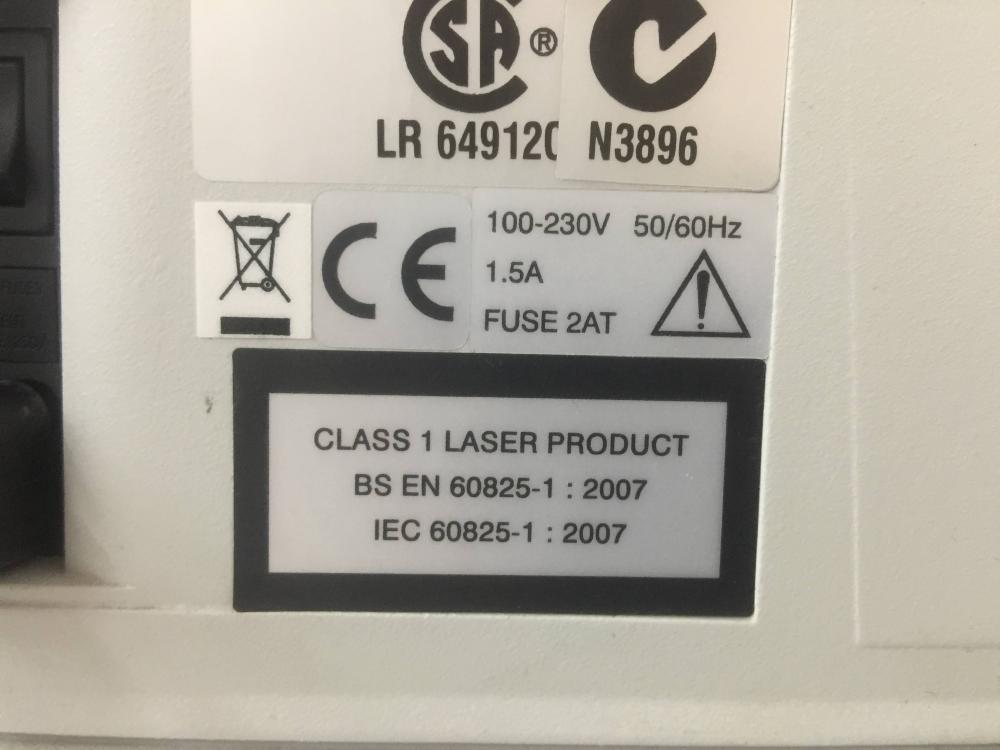 SA ®
LR 649120 N3896
CE
100-230V 50/60Hz
1.5A
FUSE 2AT
CLASS 1 LASER PRODUCT
BS EN 60825-1 : 2007
IEC 60825-1 : 2007